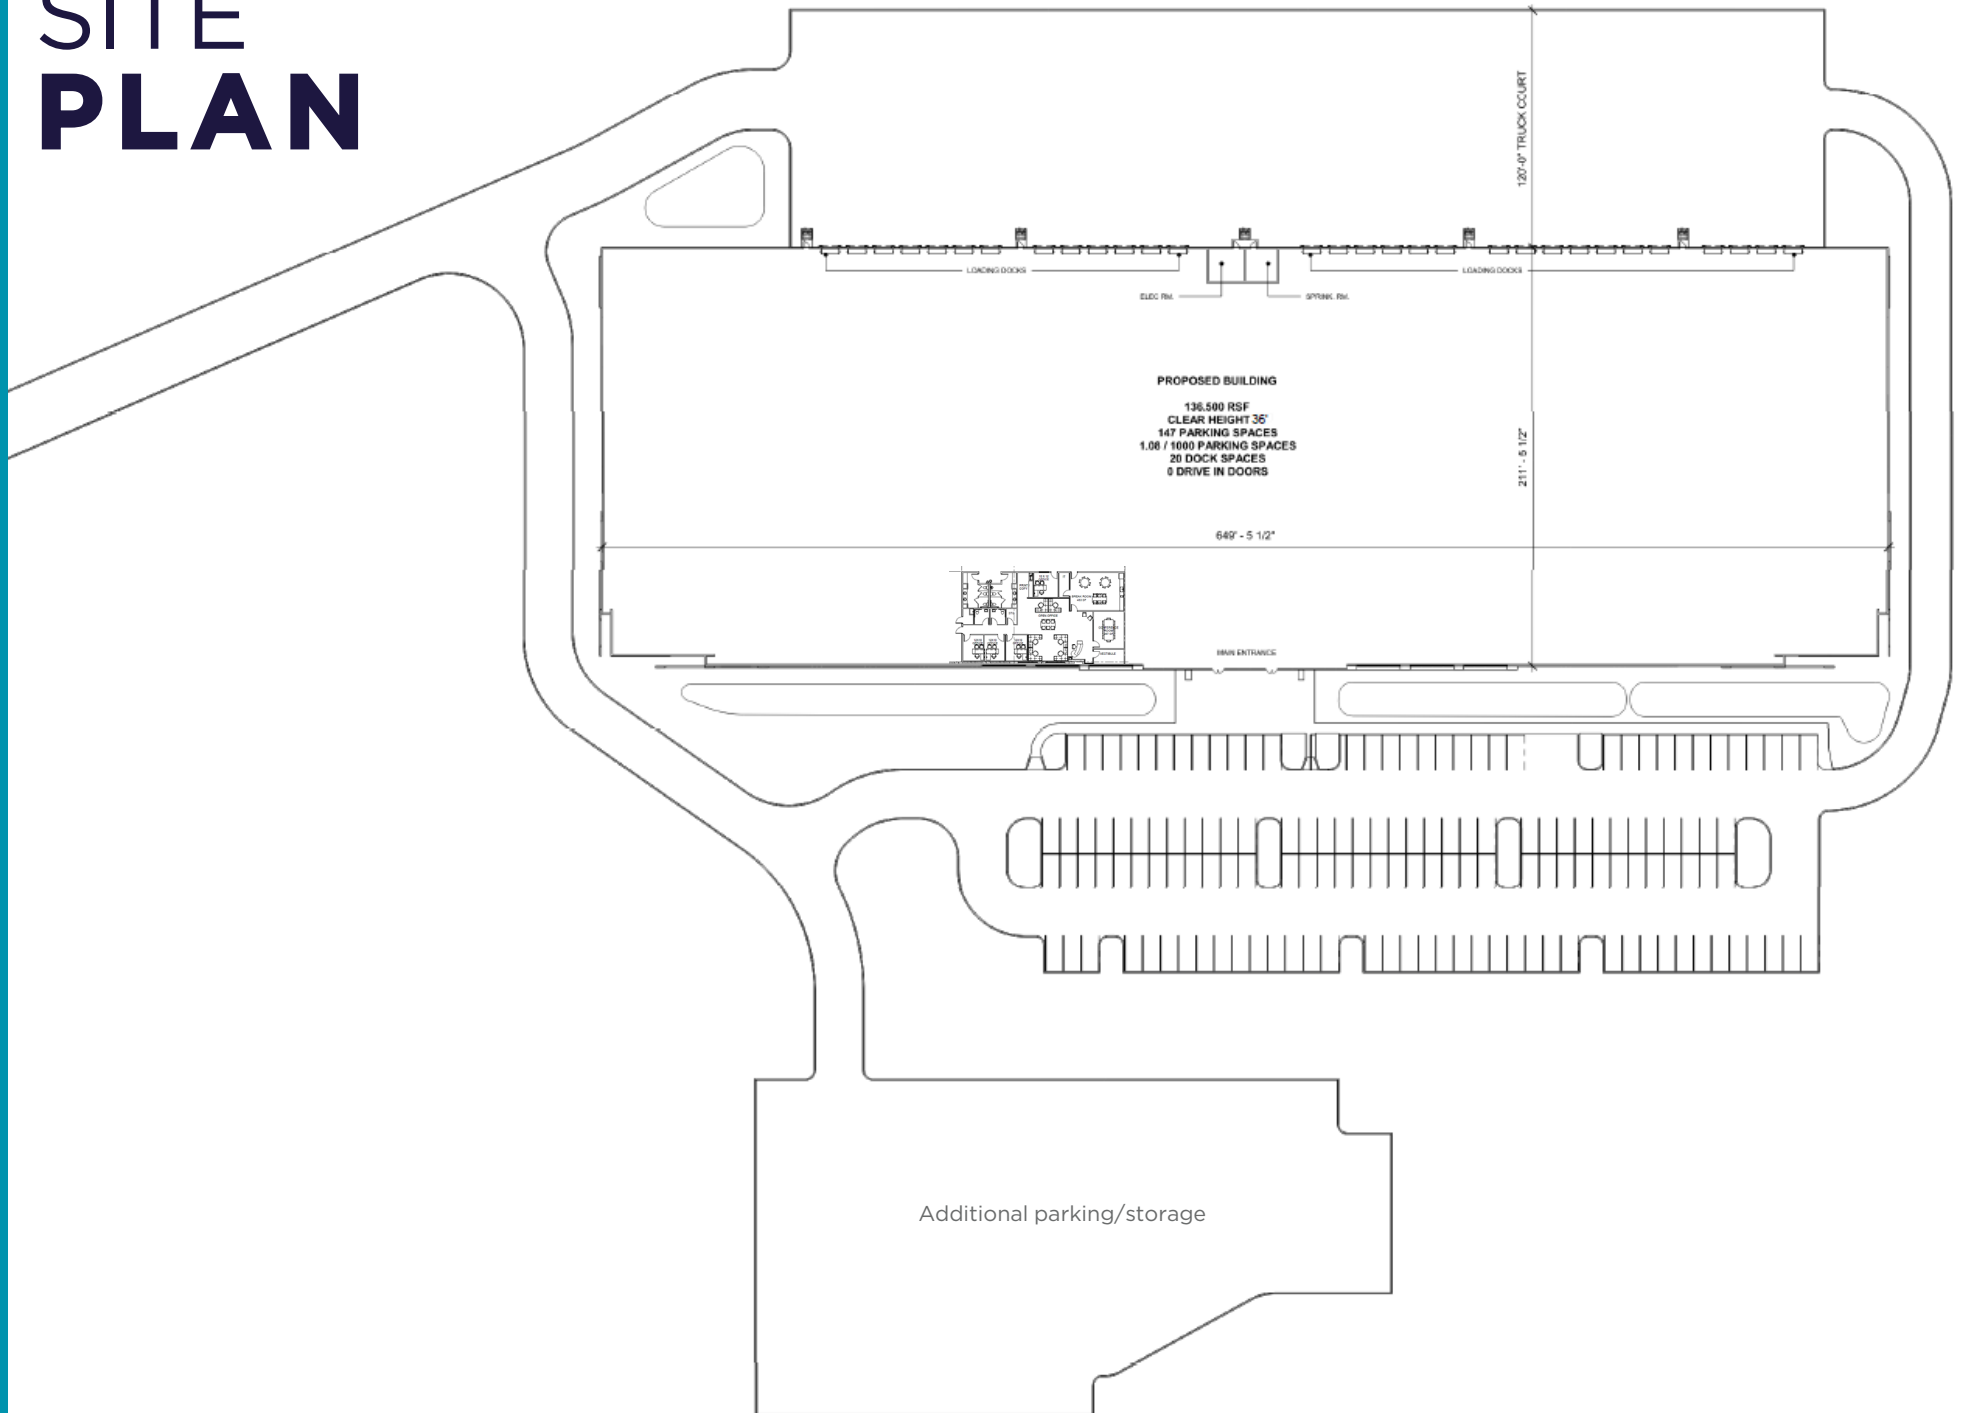 SITE
PLAN
120'-0" TRUCK COURT
LOADING DOCKS
LOADING DOCKS
ELEC RM.
SPRINK. RM.
PROPOSED BUILDING
136.500 RSF
CLEAR HEIGHT 36'
147 PARKING SPACES
1.08 / 1000 PARKING SPACES
20 DOCK SPACES
0 DRIVE IN DOORS
211' - 5 1/2"
649' - 5 1/2"
MAIN ENTRANCE
Additional parking/storage